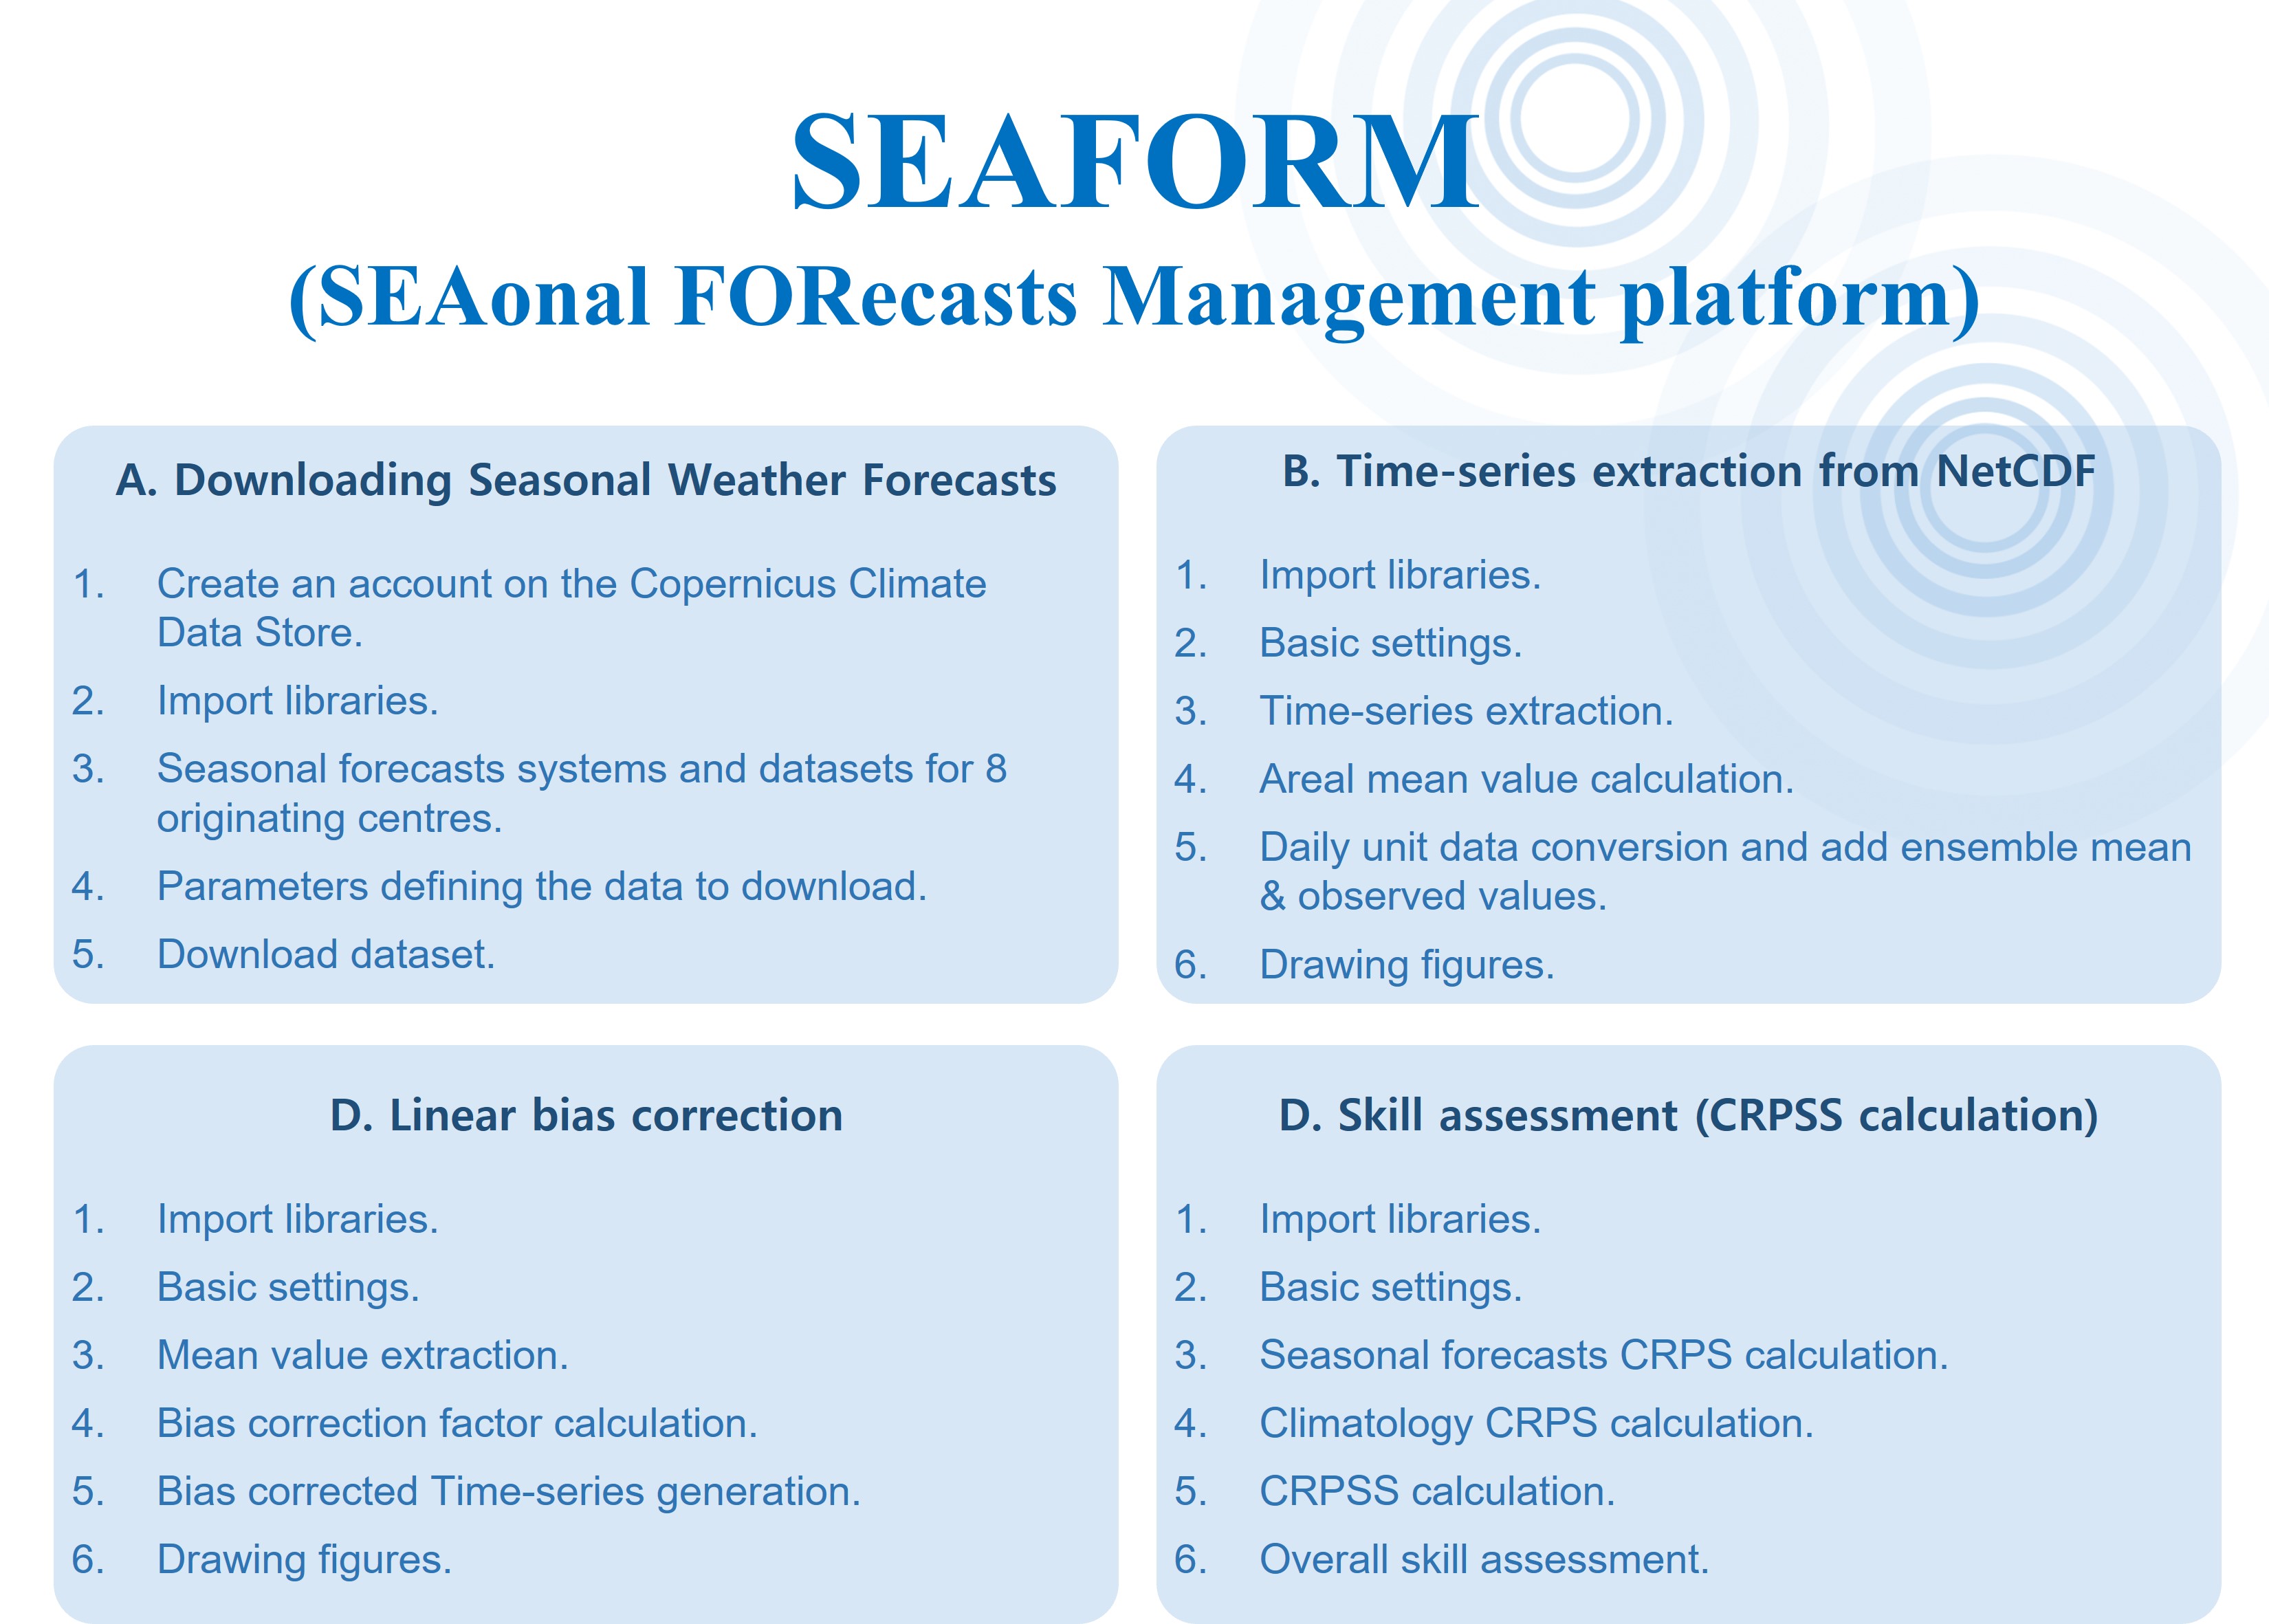 SEAFORM
(SEAonal FORecasts Management platform)
A. Downloading Seasonal Weather Forecasts
1. Create an account on the Copernicus Climate
Data Store.
2. Import libraries.
3. Seasonal forecasts systems and datasets for 8
originating centres.
4. Parameters defining the data to download.
5. Download dataset.
B. Time-series extraction from NetCDF
1. Import libraries.
2. Basic settings.
3. Time-series extraction.
4. Areal mean value calculation.
5. Daily unit data conversion and add ensemble mean
& observed values.
6. Drawing figures.
D. Linear bias correction
1. Import libraries.
2. Basic settings.
3. Mean value extraction.
4. Bias correction factor calculation.
5. Bias corrected Time-series generation.
6. Drawing figures.
D. Skill assessment (CRPSS calculation)
1. Import libraries.
2. Basic settings.
3. Seasonal forecasts CRPS calculation.
4. Climatology CRPS calculation.
5. CRPSS calculation.
6. Overall skill assessment.